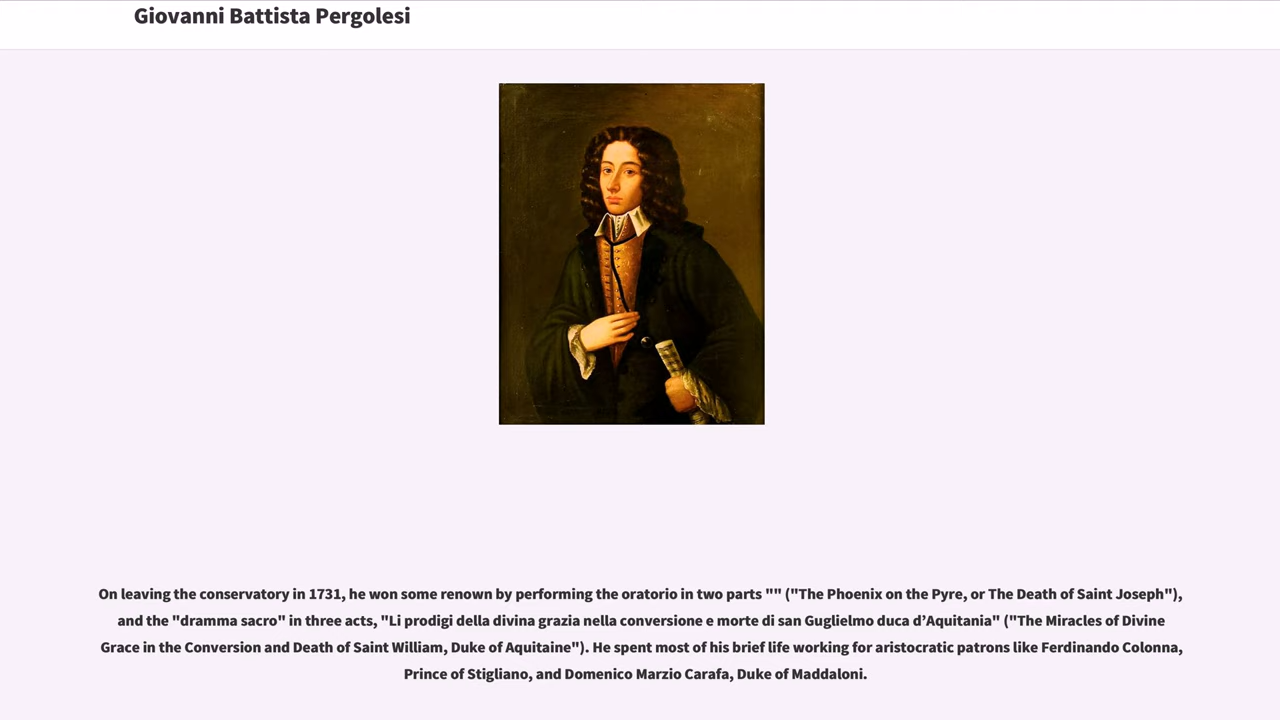 Giovanni Battista Pergolesi
On leaving the conservatory in 1731, he won some renown by performing the oratorio in two parts "" ("The Phoenix on the Pyre, or The Death of Saint Joseph"),
and the "dramma sacro" in three acts, "Li prodigi della divina grazia nella conversione e morte di san Guglielmo duca d’Aquitania" ("The Miracles of Divine
Grace in the Conversion and Death of Saint William, Duke of Aquitaine"). He spent most of his brief life working for aristocratic patrons like Ferdinando Colonna,
Prince of Stigliano, and Domenico Marzio Carafa, Duke of Maddaloni.